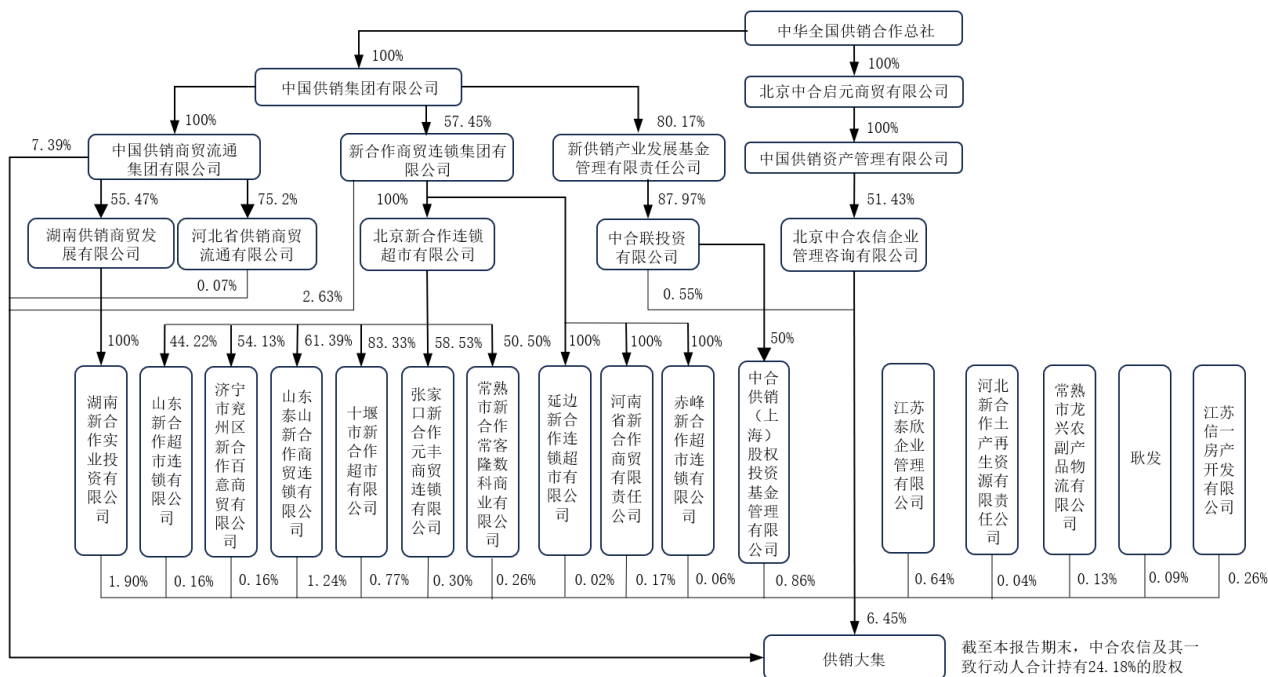 中华全国供销合作总社
100%
100%
中国供销集团有限公司
北京中合启元商贸有限公司
100%
57.45%
80.17%
100%
7.39%
中国供销商贸流通
集团有限公司
新合作商贸连锁集团有
限公司
新供销产业发展基金
管理有限责任公司
中国供销资产管理有限公司
55.47%
75.2%
100%
87.97%
51.43%
湖南供销商贸发
展有限公司
河北省供销商贸
流通有限公司
北京新合作连锁
超市有限公司
中合联投资
有限公司
北京中合农信企业
管理咨询有限公司
0.07%
2.63%
0.55%
100%
44.22%
54.13%
61.39%
83.33%
58.53%
50.50%
100%
100%
100%
50%
湖南
新合
作实
业投
资有
限公
司
山东
新合
作超
市连
锁有
限公
司
济宁
市兖
州区
新合
作百
意商
贸有
限公
司
山东
泰山
新合
作商
贸连
锁有
限公
司
十堰
市新
合作
超市
有限
公司
张家
口新
合作
元丰
商贸
连锁
有限
公司
常熟
市新
合作
常客
隆数
科商
业有
限公
司
延边
新合
作连
锁超
市有
限公
司
河南
省新
合作
商贸
有限
责任
公司
赤峰
新合
作超
市连
锁有
限公
司
中合
供销
（上
海）
股权
投资
基金
管理
有限
公司
江苏
泰欣
企业
管理
有限
公司
河北
新合
作土
产再
生资
源有
限责
任公
司
常熟
市龙
兴农
副产
品物
流有
限公
司
耿发
江苏
信一
房产
开发
有限
公司
1.90%
0.16%
0.16%
1.24%
0.77%
0.30%
0.26%
0.02%
0.17%
0.06%
0.86%
0.64%
0.04%
0.13%
0.09%
0.26%
6.45%
供销大集
截至本报告期末，中合农信及其一
致行动人合计持有24.18%的股权